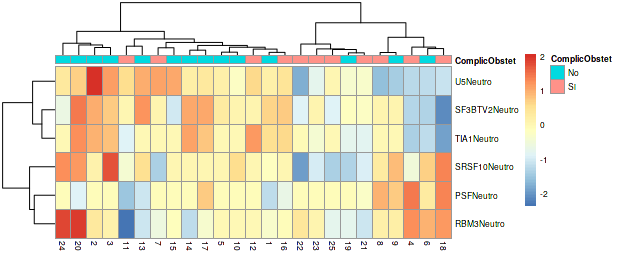 ComplicObstet
U5Neutro
SF3BTV2Neutro
TIA1Neutro
SRSF10Neutro
PSFNeutro
RBM3Neutro
24 20 2 3 11 13 7 15 14 17 5 10 12 1 16 22 23 25 19 21 8 9 4 6 18
2
1
0
-1
-2
ComplicObstet
No
SI